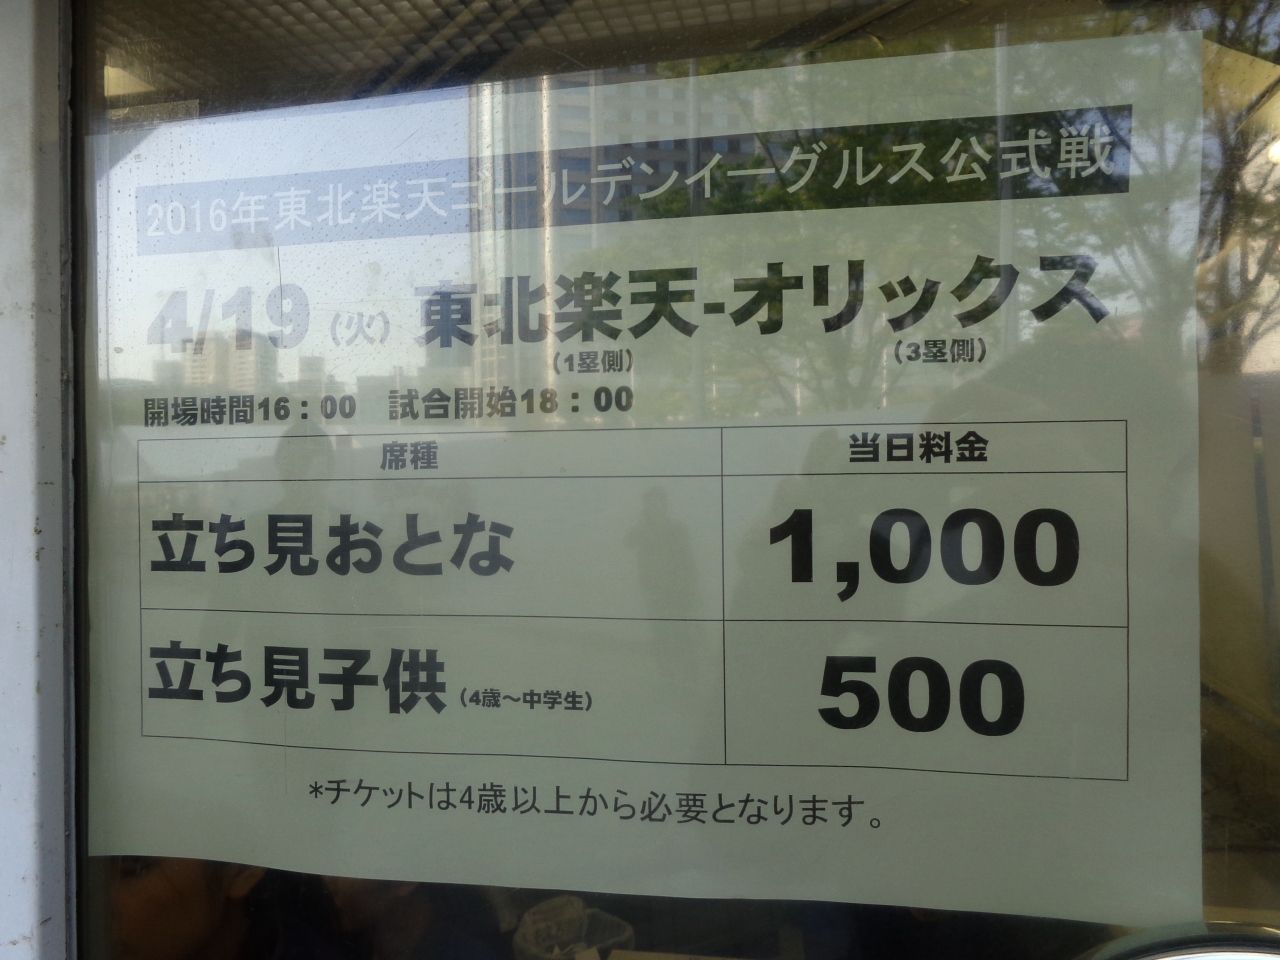 2016年東北楽天ゴールデンイーグルス公式戦
4/19（火） 東北楽天-オリックス
（1塁側） （3塁側）
開場時間16：00　試合開始18：00
席種 当日料金
立ち見おとな 1,000
立ち見子供（4歳～中学生） 500
*チケットは4歳以上から必要となります。